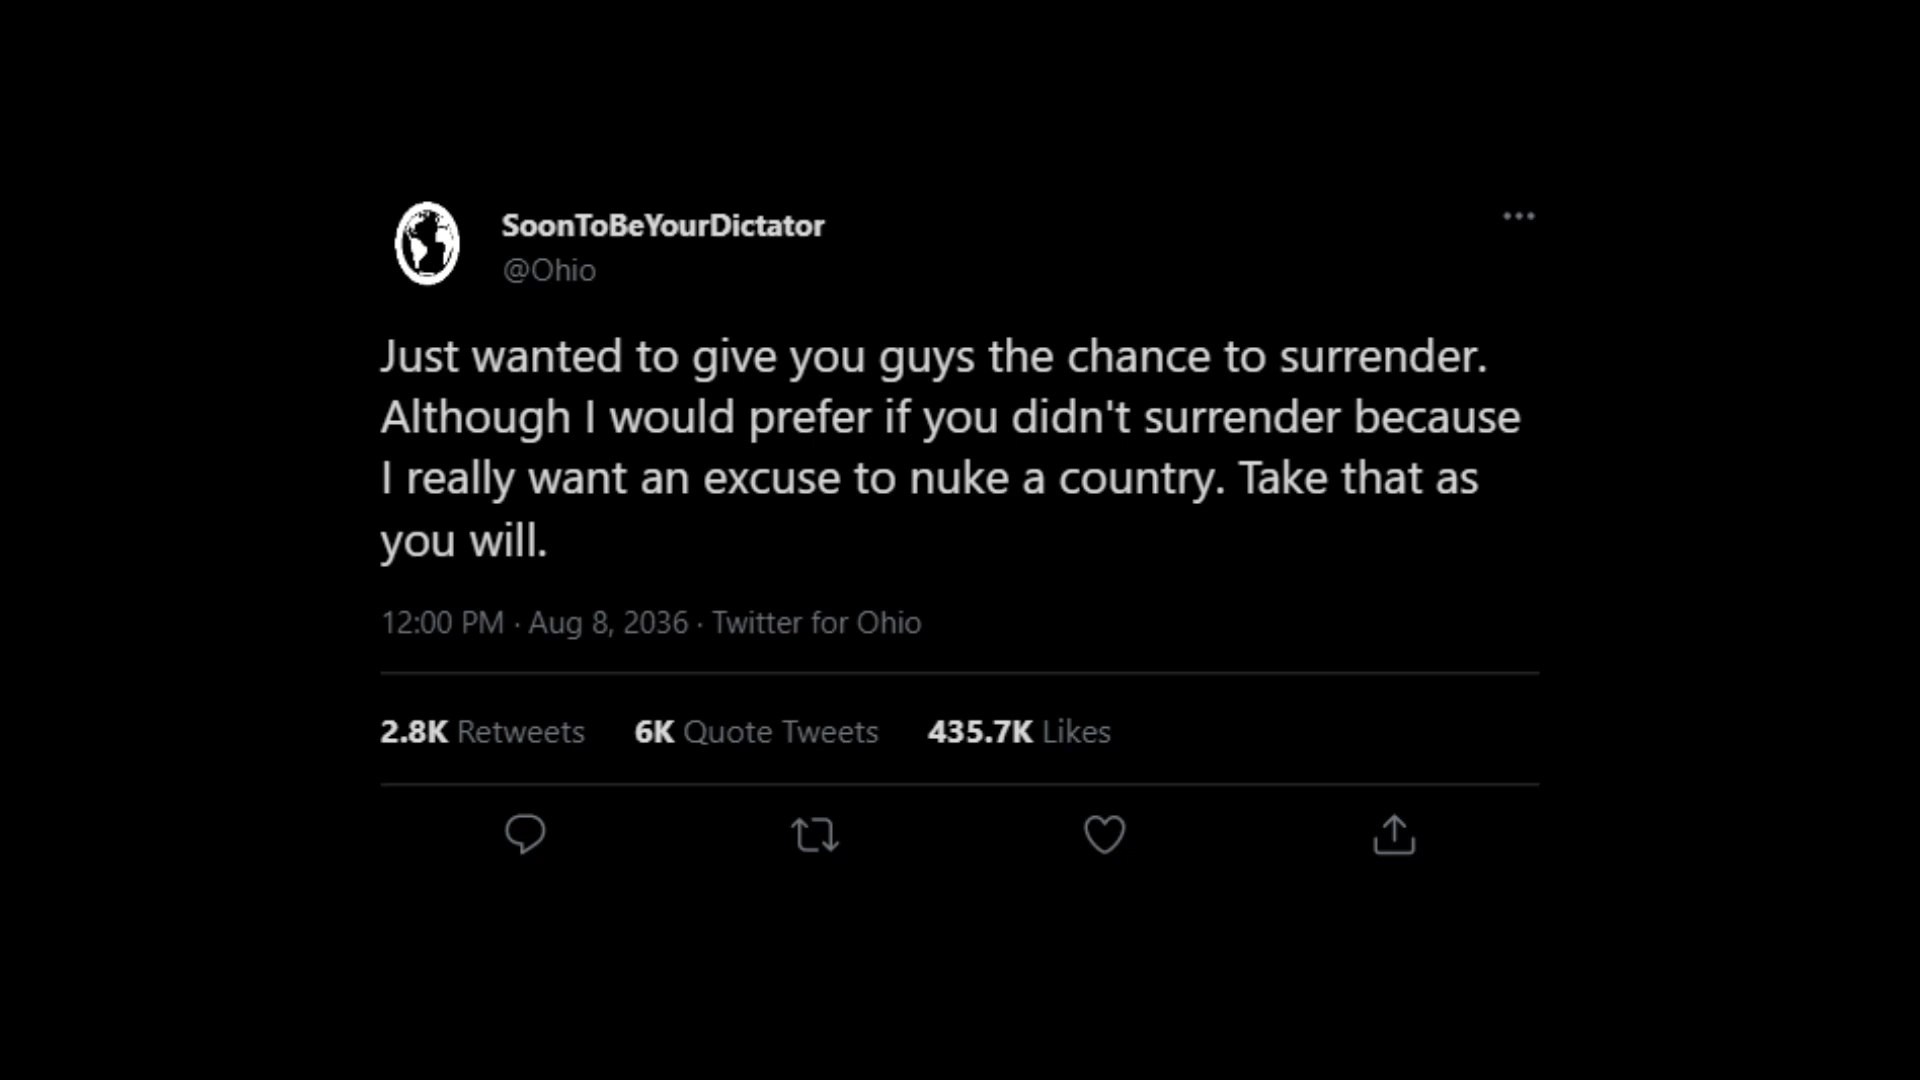 SoonToBeYourDictator
@Ohio
Just wanted to give you guys the chance to surrender.
Although I would prefer if you didn't surrender because
I really want an excuse to nuke a country. Take that as
you will.
12:00 PM · Aug 8, 2036 · Twitter for Ohio
2.8K Retweets 6K Quote Tweets 435.7K Likes